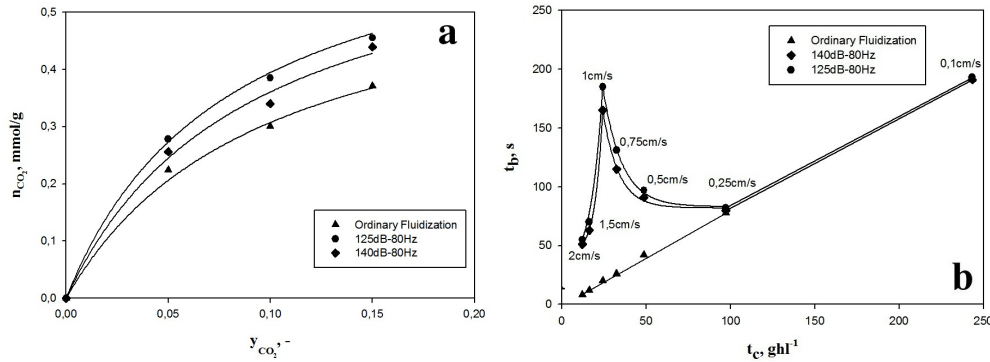 a
0,5
0,4
0,3
0,2
0,1
0,0
n_CO₂, mmol/g
Ordinary Fluidization
125dB-80Hz
140dB-80Hz
0,00
0,05
0,10
0,15
0,20
y_CO₂, -
b
250
200
150
100
50
0
t_b, s
Ordinary Fluidization
140dB-80Hz
125dB-80Hz
1cm/s
0,75cm/s
0,5cm/s
0,25cm/s
0,1cm/s
1,5cm/s
2cm/s
0
50
100
150
200
250
t_c, ghl⁻¹